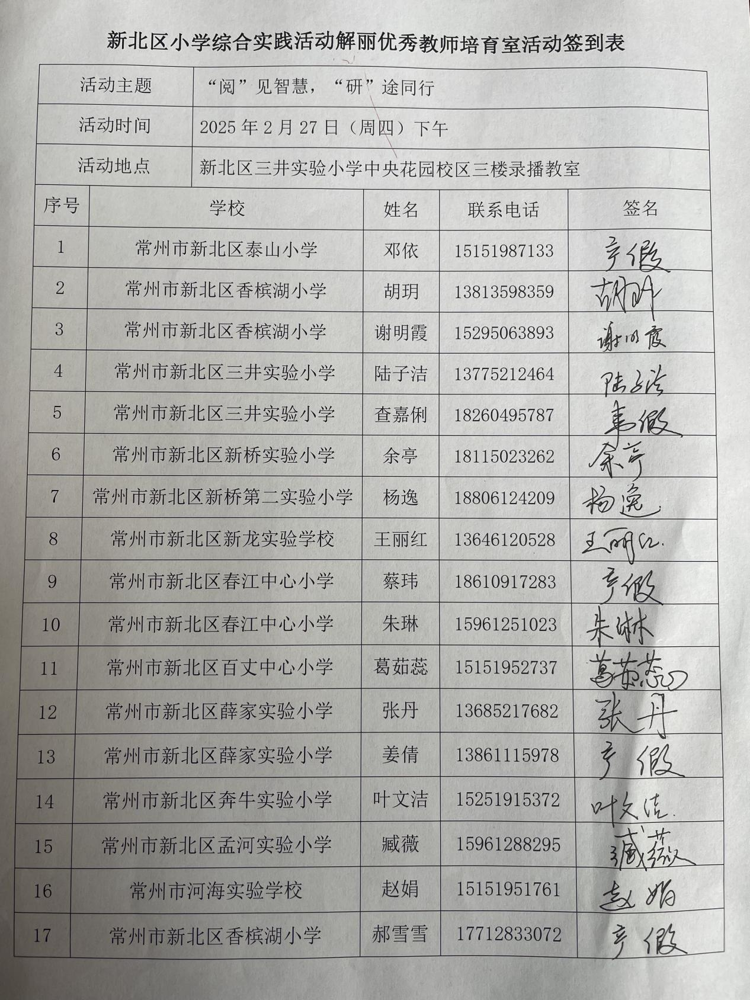 新北区小学综合实践活动解丽优秀教师培育室活动签到表
活动主题 “阅”见智慧，“研”途同行
活动时间 2025年2月27日（周四）下午
活动地点 新北区三井实验小学中央花园校区三楼录播教室
序号 学校 姓名 联系电话 签名
1 常州市新北区泰山小学 邓依 15151987133 产假
2 常州市新北区香槟湖小学 胡玥 13813598359 胡玥
3 常州市新北区香槟湖小学 谢明霞 15295063893 谢明霞
4 常州市新北区三井实验小学 陆子洁 13775212464 陆子洁
5 常州市新北区三井实验小学 查嘉俐 18260495787 事假
6 常州市新北区新桥实验小学 余亭 18115023262 余亭
7 常州市新北区新桥第二实验小学 杨逸 18806124209 杨逸
8 常州市新北区新龙实验学校 王丽红 13646120528 王丽红.
9 常州市新北区春江中心小学 蔡玮 18610917283 产假
10 常州市新北区春江中心小学 朱琳 15961251023 朱琳
11 常州市新北区百丈中心小学 葛茹蕊 15151952737 葛茹蕊
12 常州市新北区薛家实验小学 张丹 13685217682 张丹
13 常州市新北区薛家实验小学 姜倩 13861115978 产假
14 常州市新北区奔牛实验小学 叶文洁 15251915372 叶文洁.
15 常州市新北区孟河实验小学 臧薇 15961288295 臧薇
16 常州市河海实验学校 赵娟 15151951761 赵娟
17 常州市新北区香槟湖小学 郝雪雪 17712833072 产假